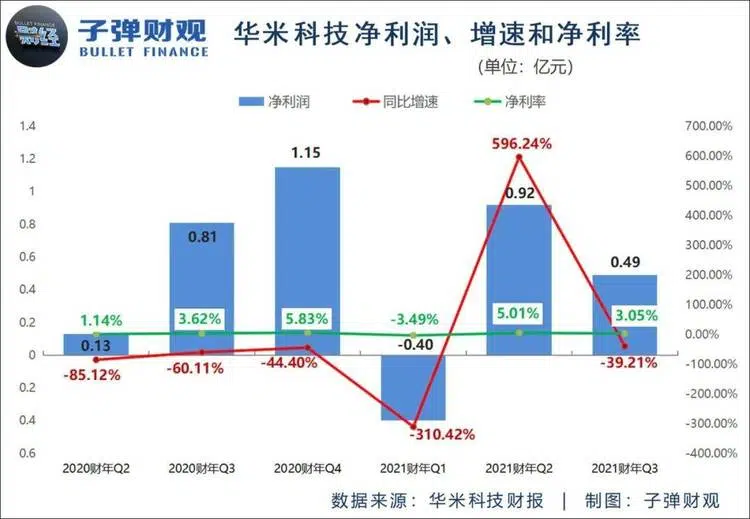 BULLET FINANCE
子弹财观
BULLET FINANCE
华米科技净利润、增速和净利率
(单位：亿元)
净利润 同比增速 净利率
1.4 700.00%
1.2 600.00%
1 500.00%
0.8 400.00%
0.6 300.00%
0.4 200.00%
0.2 100.00%
0 0.00%
0.2 -100.00%
0.4 -200.00%
0.6 -300.00%
-400.00%
0.13 0.81 1.15 -0.40 0.92 0.49
1.14% 3.62% 5.83% -3.49% 5.01% 3.05%
-85.12% -60.11% -44.40% -310.42% 596.24% -39.21%
2020财年Q2 2020财年Q3 2020财年Q4 2021财年Q1 2021财年Q2 2021财年Q3
数据来源：华米科技财报 | 制图：子弹财观